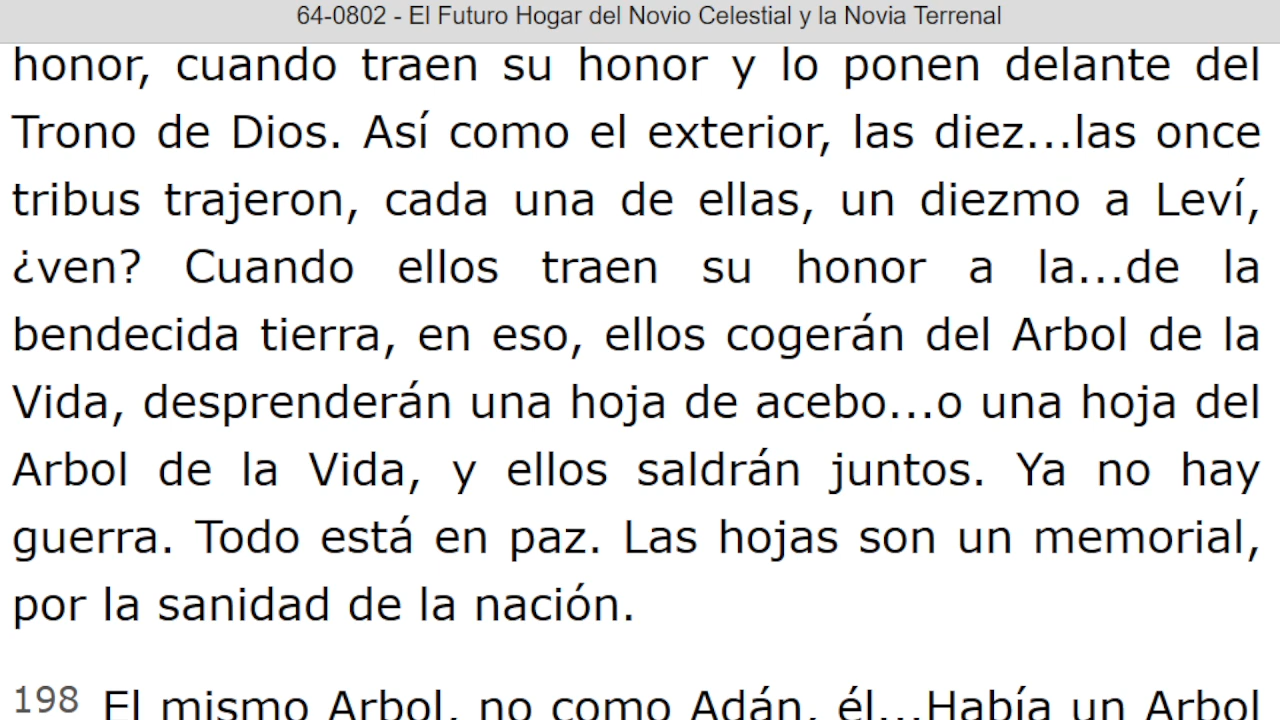 64-0802 - El Futuro Hogar del Novio Celestial y la Novia Terrenal
honor, cuando traen su honor y lo ponen delante del
Trono de Dios. Así como el exterior, las diez...las once
tribus trajeron, cada una de ellas, un diezmo a Leví,
¿ven? Cuando ellos traen su honor a la...de la
bendecida tierra, en eso, ellos cogerán del Arbol de la
Vida, desprenderán una hoja de acebo...o una hoja del
Arbol de la Vida, y ellos saldrán juntos. Ya no hay
guerra. Todo está en paz. Las hojas son un memorial,
por la sanidad de la nación.
198 El mismo Arbol, no como Adán, él...Había un Arbol